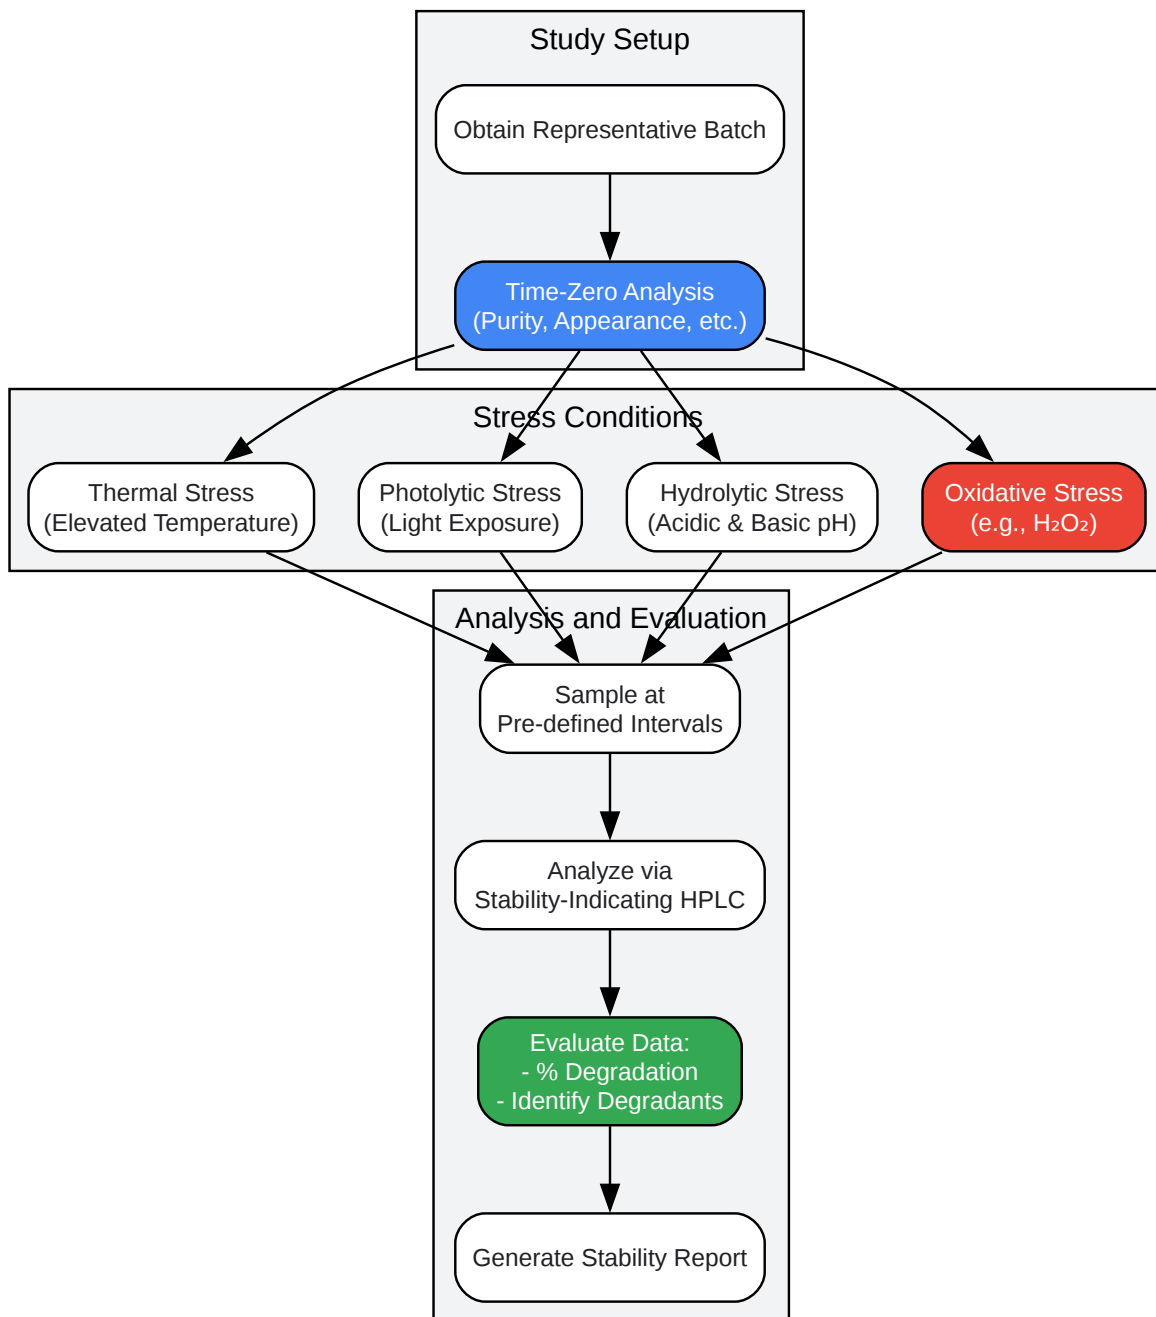 Study Setup
Obtain Representative Batch
Time-Zero Analysis
(Purity, Appearance, etc.)
Stress Conditions
Thermal Stress
(Elevated Temperature)
Photolytic Stress
(Light Exposure)
Hydrolytic Stress
(Acidic & Basic pH)
Oxidative Stress
(e.g., H₂O₂)
Analysis and Evaluation
Sample at
Pre-defined Intervals
Analyze via
Stability-Indicating HPLC
Evaluate Data:
- % Degradation
- Identify Degradants
Generate Stability Report